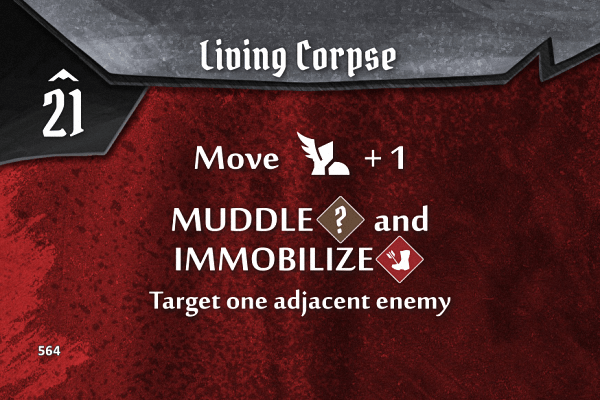 Living Corpse
21
Move + 1
MUDDLE ? and
IMMOBILIZE
Target one adjacent enemy
564